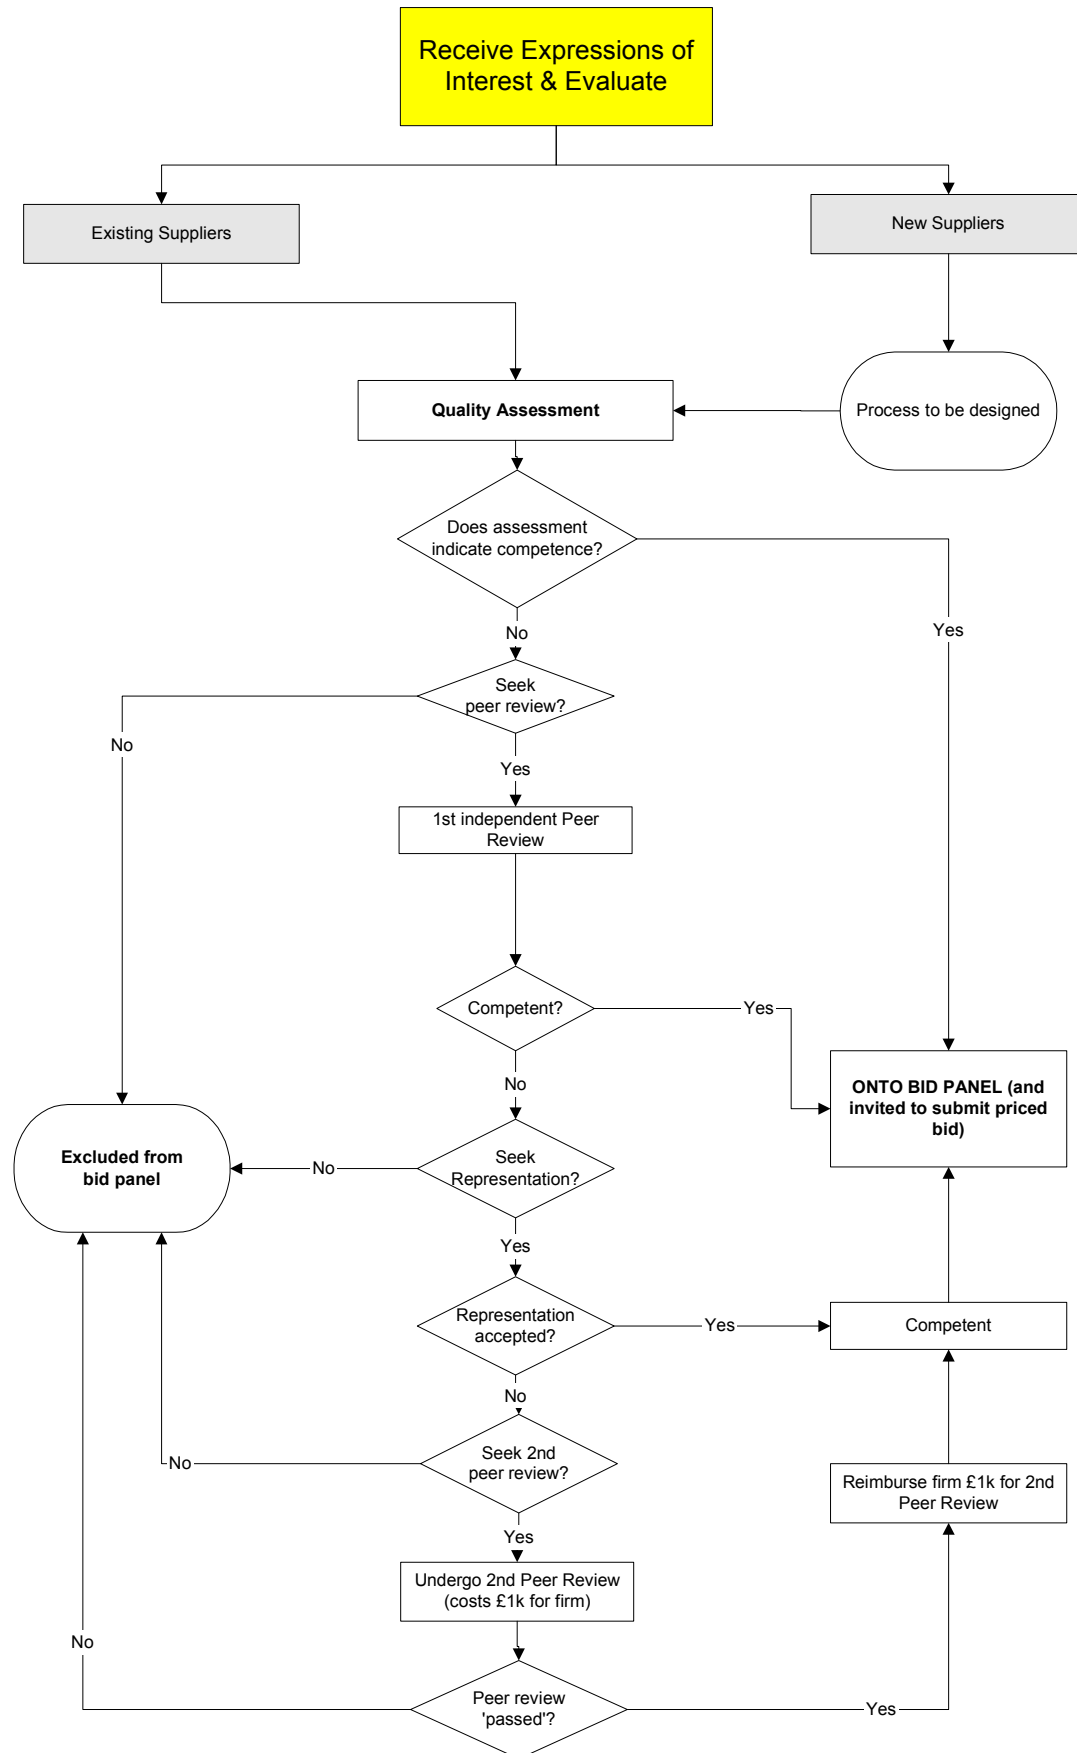 Receive Expressions of
Interest & Evaluate
Existing Suppliers
New Suppliers
Quality Assessment
Process to be designed
Does assessment
indicate competence?
No
Yes
Seek
peer review?
No
Yes
1st independent Peer
Review
Competent?
Yes
No
ONTO BID PANEL (and
invited to submit priced
bid)
Excluded from
bid panel
No
Seek
Representation?
Yes
Representation
accepted?
Yes
Competent
No
Seek 2nd
peer review?
No
Reimburse firm £1k for 2nd
Peer Review
Yes
Undergo 2nd Peer Review
(costs £1k for firm)
No
Peer review
'passed'?
Yes